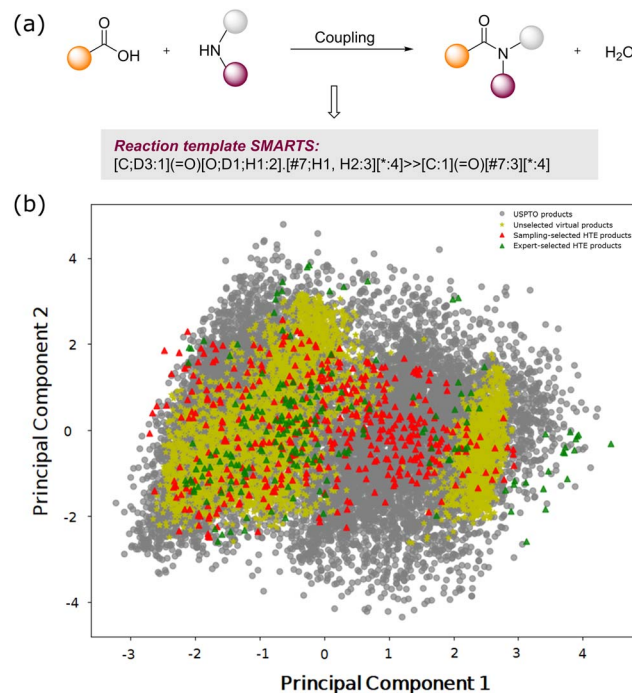 (a)
O
OH
+
HN
Coupling
O
N
+
H₂O
Reaction template SMARTS:
[C;D3:1](=O)[O;D1;H1:2].[#7;H1, H2:3][*:4]>>[C:1](=O)[#7:3][*:4]
(b)
USPTO products
Unselected virtual products
Sampling-selected HTE products
Expert-selected HTE products
Principal Component 2
4
2
0
-2
-4
-3
-2
-1
0
1
2
3
4
Principal Component 1